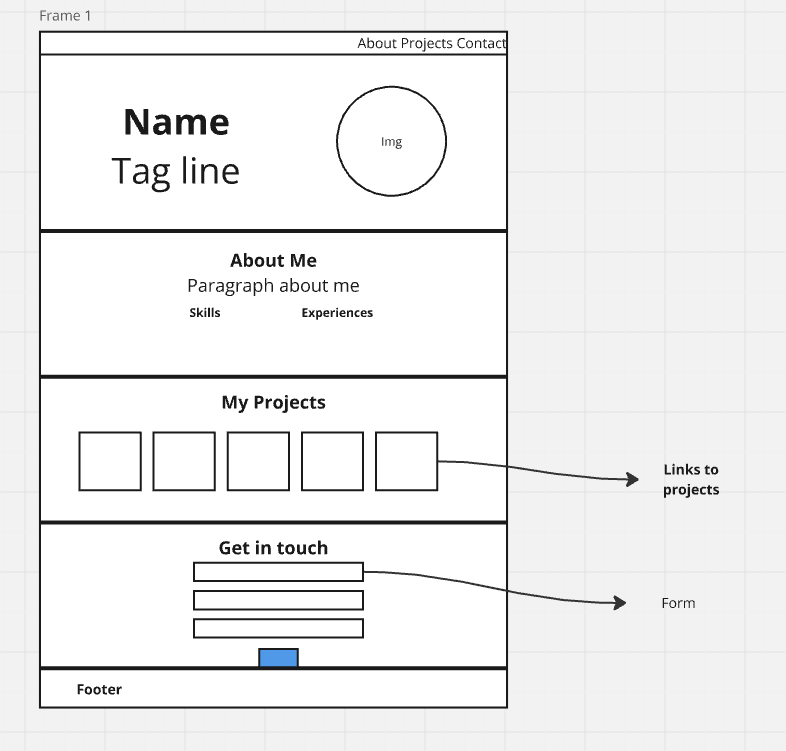 Frame 1
About Projects Contact
Name
Tag line
Img
About Me
Paragraph about me
Skills
Experiences
My Projects
Links to
projects
Get in touch
Form
Footer